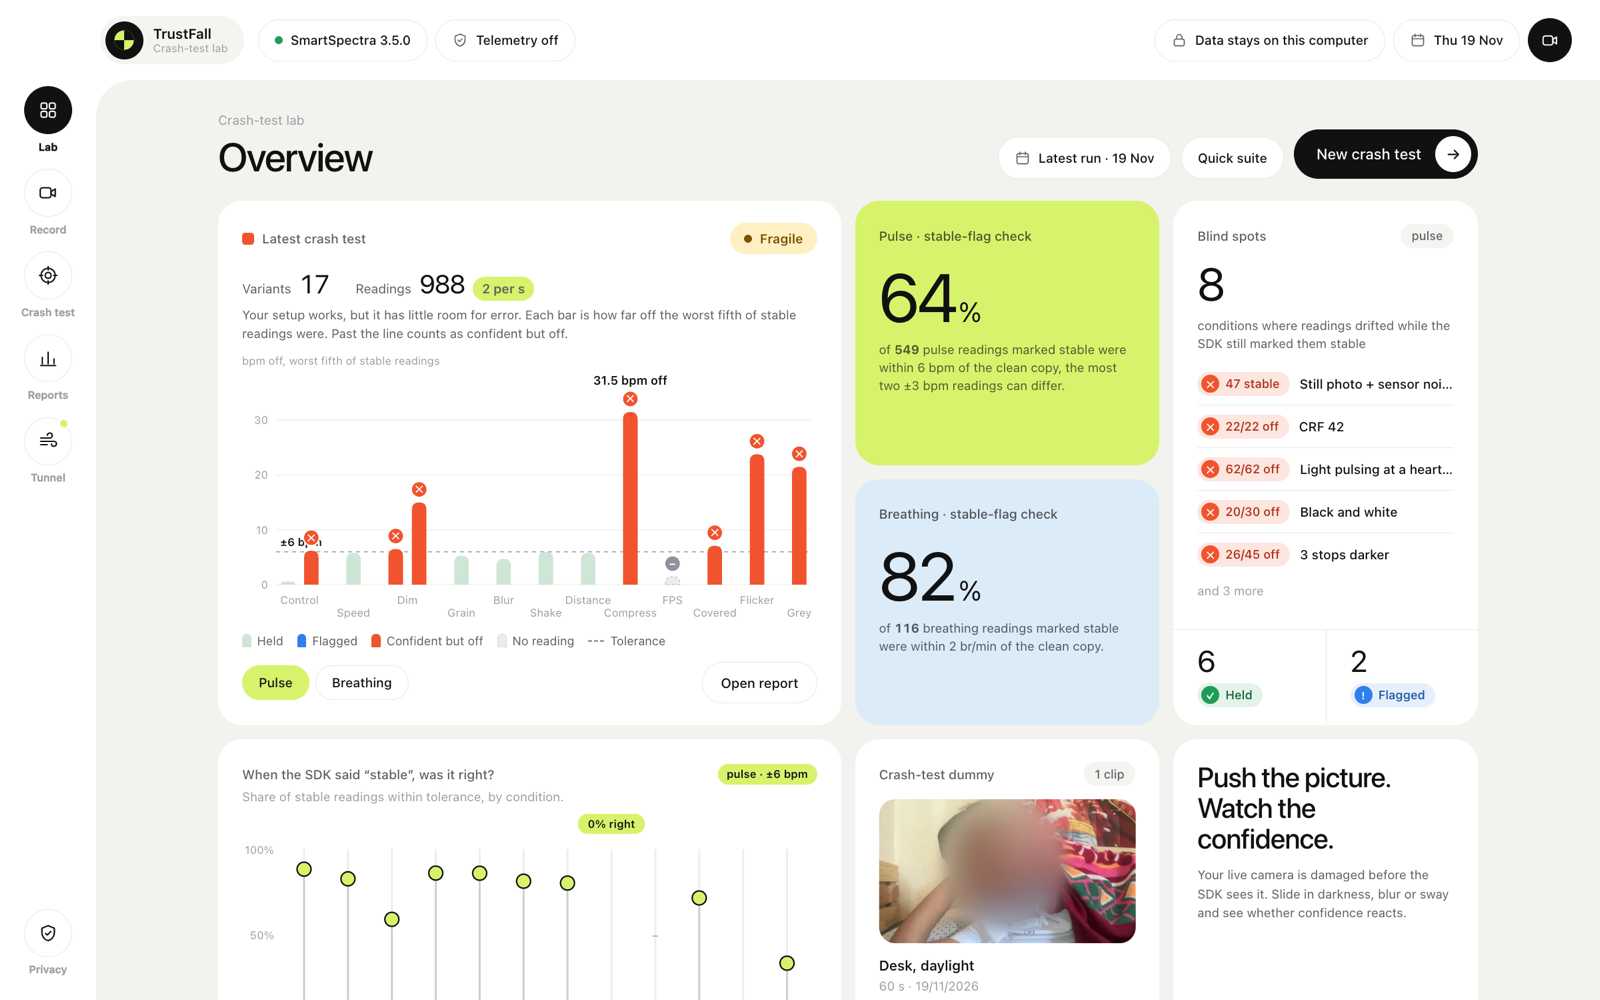 TrustFall
Crash-test lab
SmartSpectra 3.5.0
Telemetry off
Data stays on this computer
Thu 19 Nov
Lab
Record
Crash test
Reports
Tunnel
Privacy
Crash-test lab
Overview
Latest run · 19 Nov
Quick suite
New crash test
Latest crash test
Fragile
Variants 17
Readings 988
2 per s
Your setup works, but it has little room for error. Each bar is how far off the worst fifth of stable
readings were. Past the line counts as confident but off.
bpm off, worst fifth of stable readings
31.5 bpm off
30
20
10
0
Control
Speed
Dim
Grain
Blur
Shake
Distance
Compress
FPS
Covered
Flicker
Grey
Held
Flagged
Confident but off
No reading
Tolerance
Pulse
Breathing
Open report
Pulse · stable-flag check
64%
of 549 pulse readings marked stable were
within 6 bpm of the clean copy, the most
two ±3 bpm readings can differ.
Breathing · stable-flag check
82%
of 116 breathing readings marked stable
were within 2 br/min of the clean copy.
Blind spots
pulse
8
conditions where readings drifted while the
SDK still marked them stable
47 stable Still photo + sensor noi...
22/22 off CRF 42
62/62 off Light pulsing at a heart...
20/30 off Black and white
26/45 off 3 stops darker
and 3 more
6
Held
2
Flagged
When the SDK said “stable”, was it right?
pulse · ±6 bpm
Share of stable readings within tolerance, by condition.
0% right
100%
50%
Crash-test dummy
1 clip
Desk, daylight
60 s · 19/11/2026
Push the picture.
Watch the
confidence.
Your live camera is damaged before the
SDK sees it. Slide in darkness, blur or sway
and see whether confidence reacts.